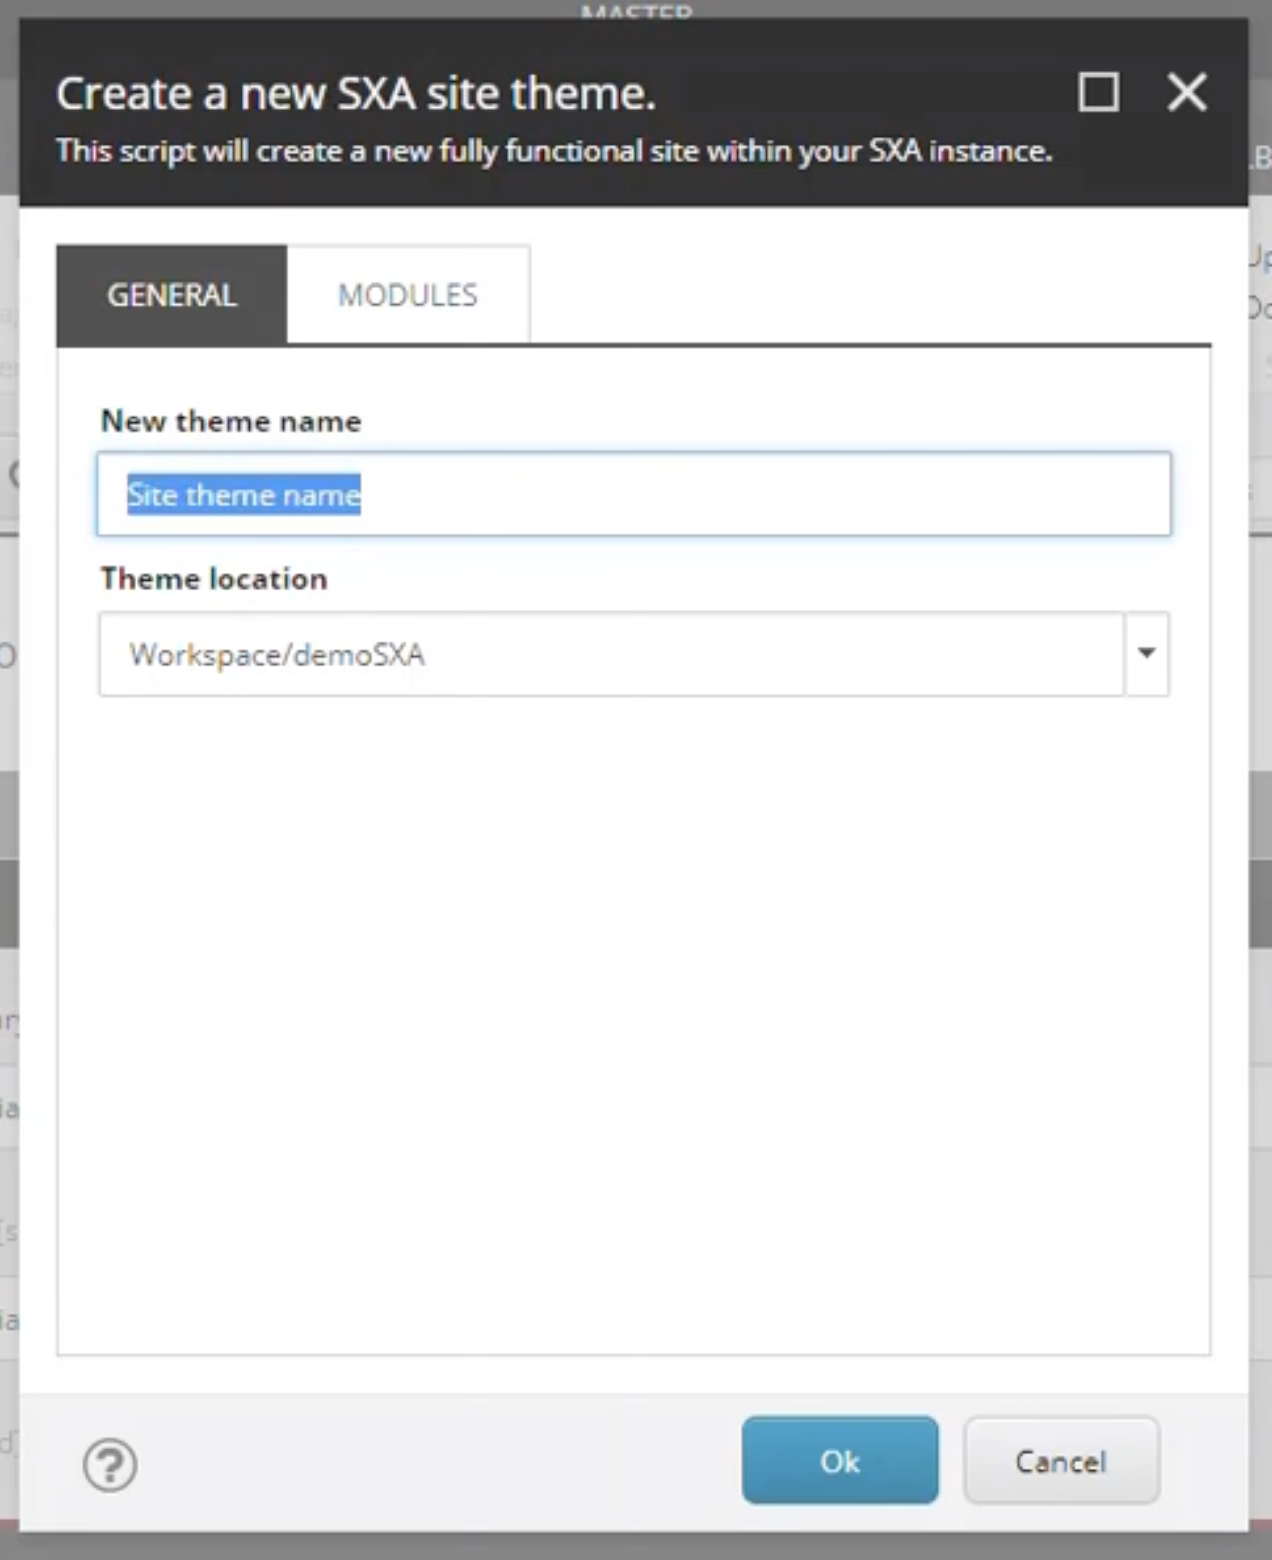 MASTER
Create a new SXA site theme.
This script will create a new fully functional site within your SXA instance.
GENERAL
MODULES
New theme name
Site theme name
Theme location
Workspace/demoSXA
?
Ok
Cancel